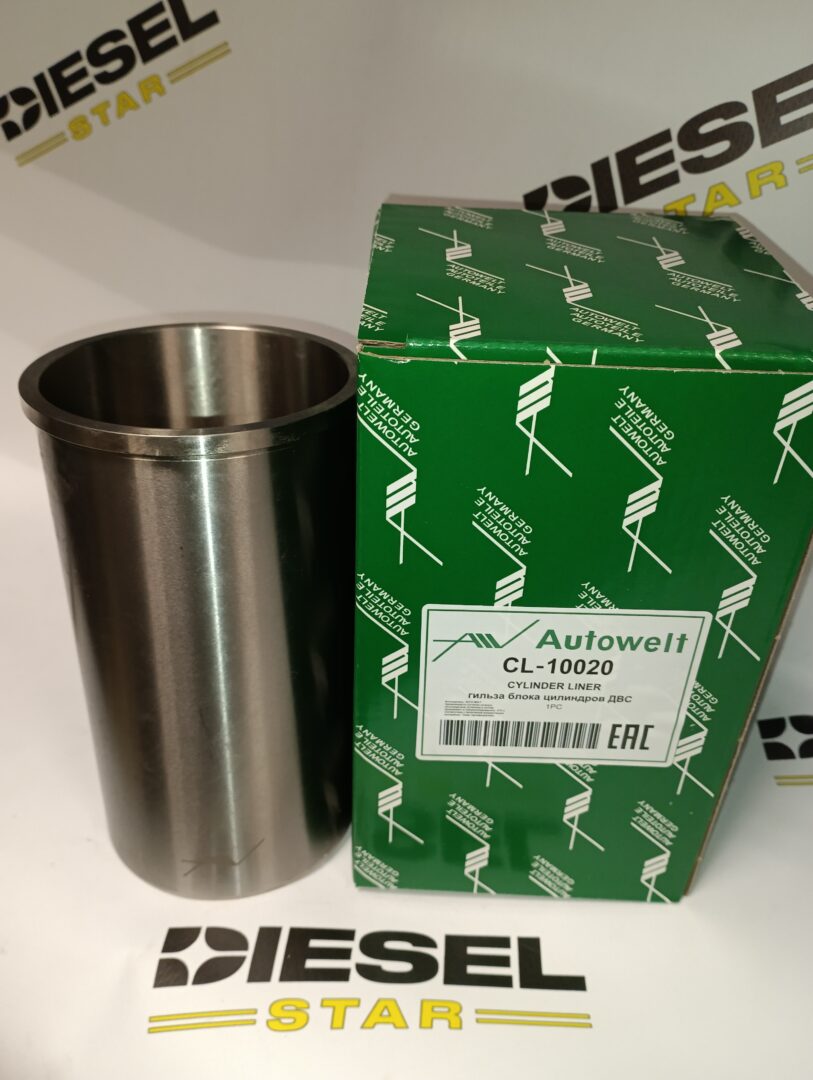 DIESEL
STAR
DIESEL
STAR
AUTOWELT
AUTOTEILE
GERMANY
Autowelt
CL-10020
CYLINDER LINER
гильза блока цилиндров ДВС
1PC
EAC
DIESEL
STAR